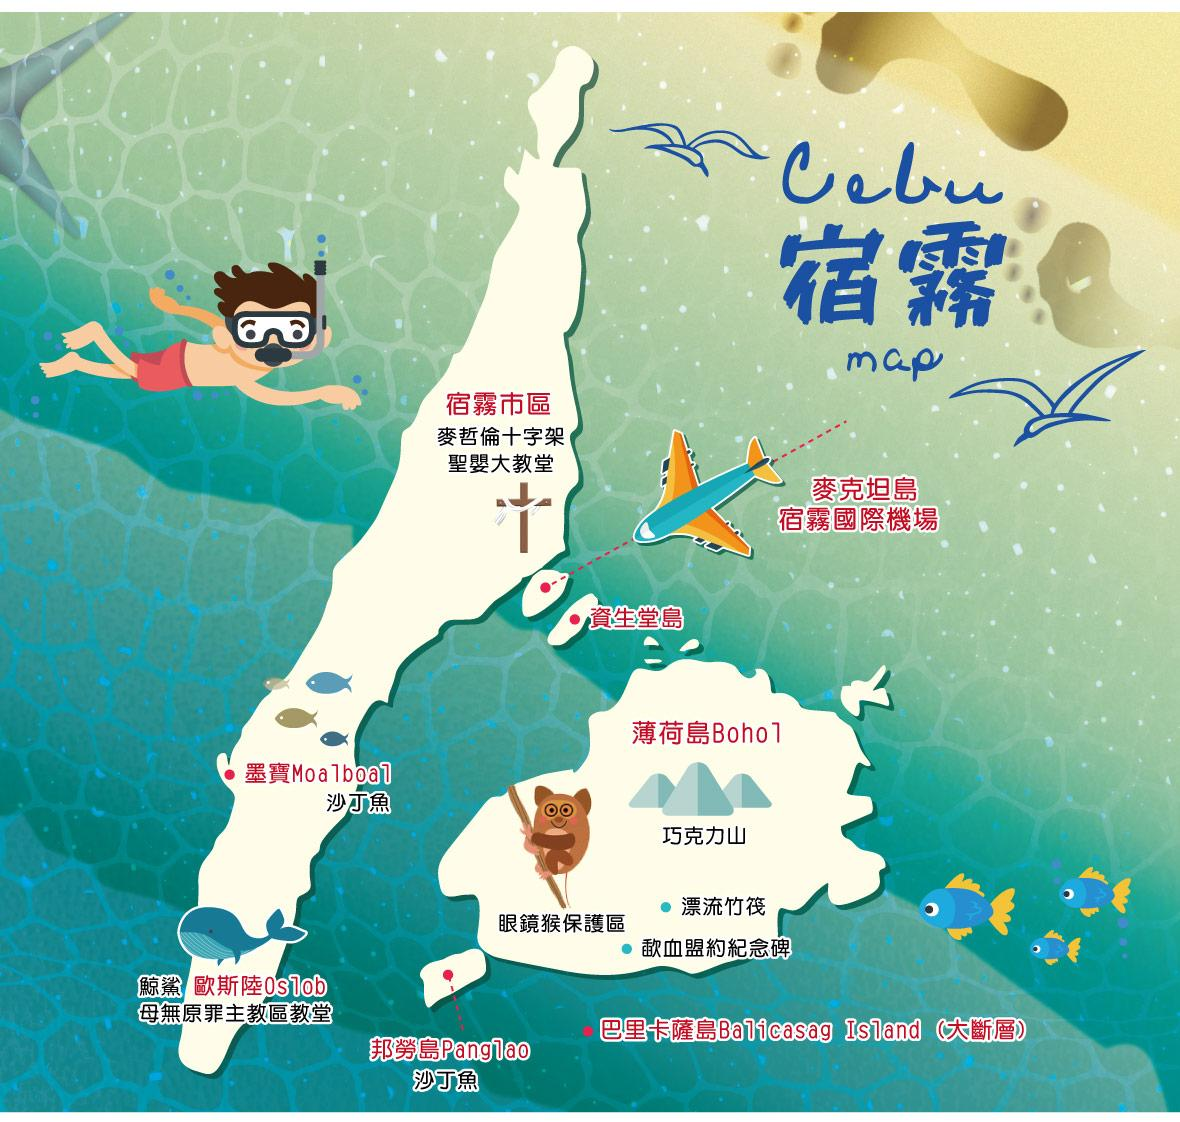 Cebu
宿霧
map
宿霧市區
麥哲倫十字架
聖嬰大教堂
麥克坦島
宿霧國際機場
資生堂島
薄荷島Bohol
巧克力山
墨寶Moalboal
沙丁魚
眼鏡猴保護區
漂流竹筏
歃血盟約紀念碑
鯨鯊 歐斯陸Oslob
母無原罪主教區教堂
邦勞島Panglao
沙丁魚
巴里卡薩島Balicasag Island (大斷層)